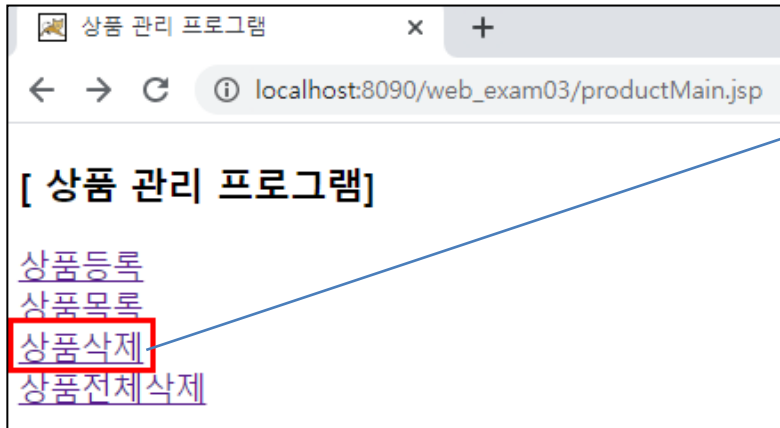 상품 관리 프로그램
localhost:8090/web_exam03/productMain.jsp
[ 상품 관리 프로그램]
상품등록
상품목록
상품삭제
상품전체삭제